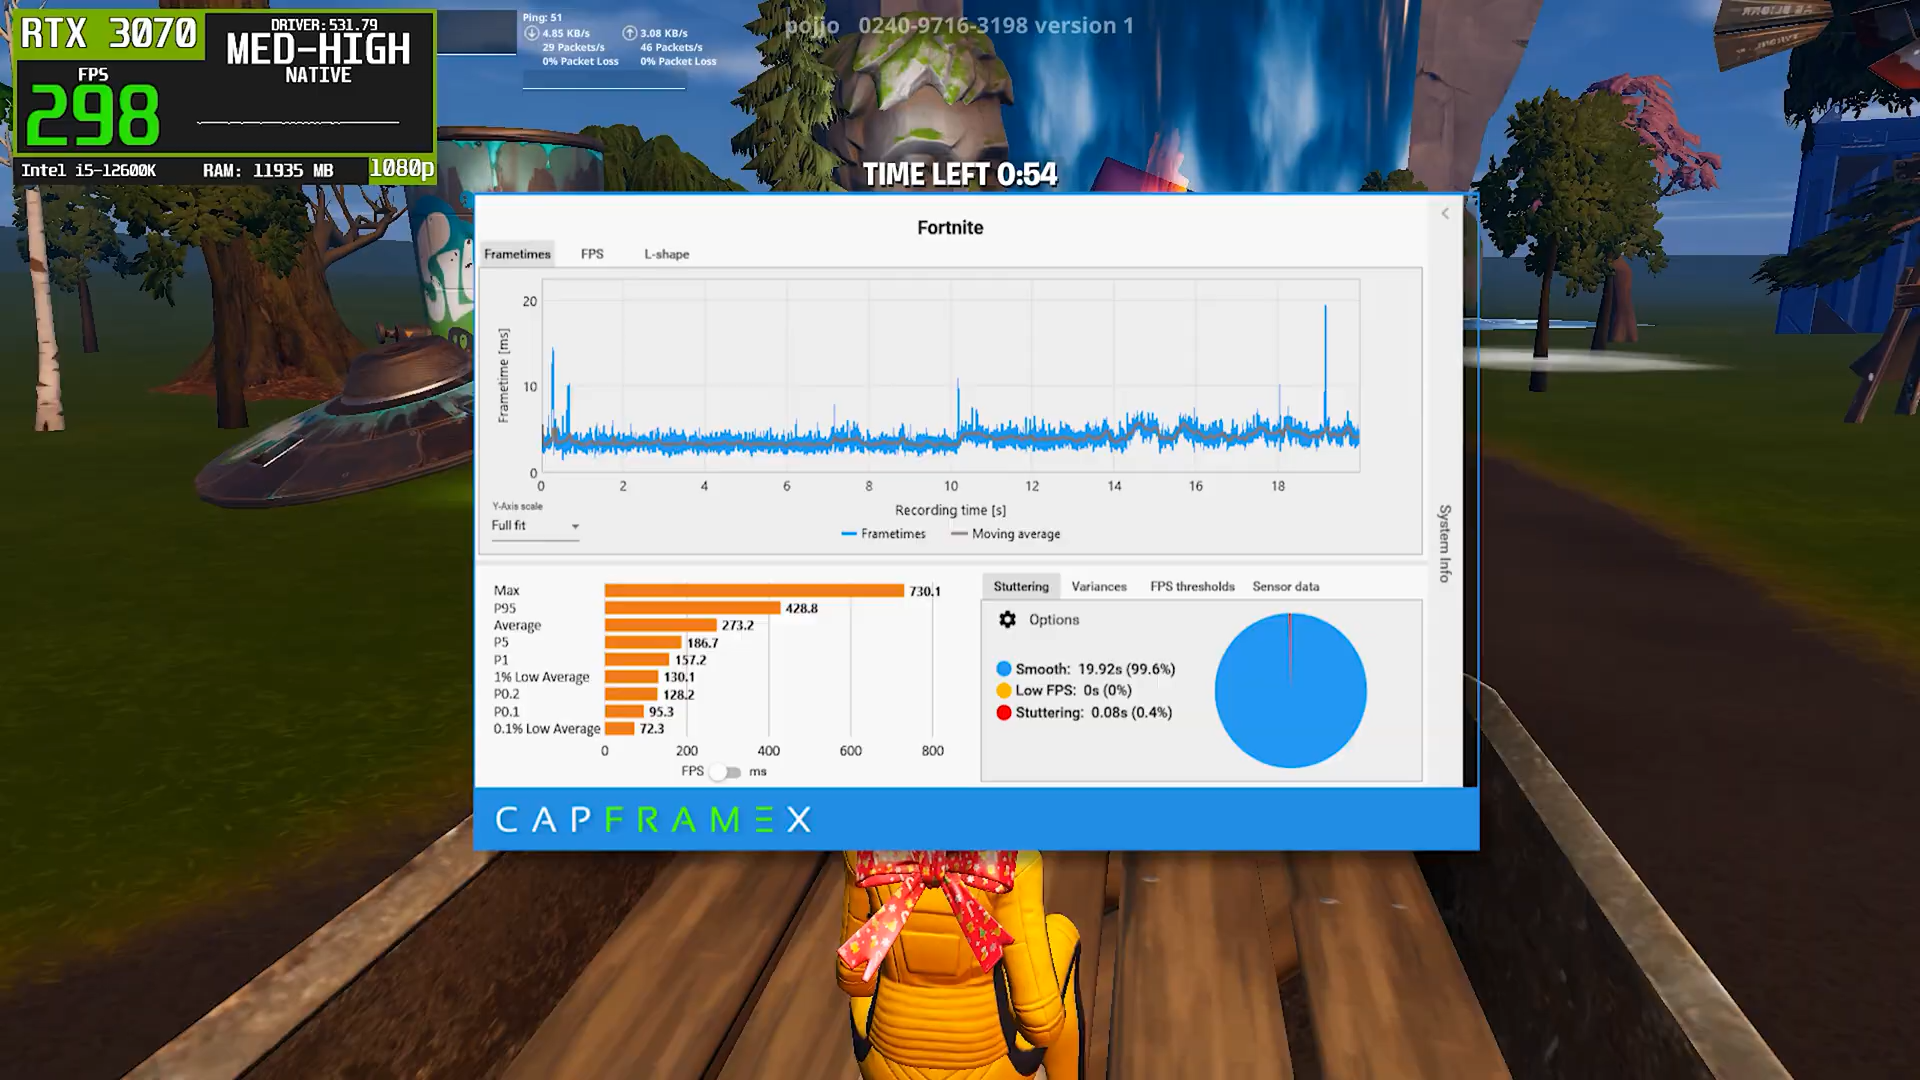 RTX 3070
DRIVER:531.79
MED-HIGH
NATIVE
FPS
298
Intel i5-12600K
RAM: 11935 MB
1080p
Ping: 51
4.85 KB/s
3.08 KB/s
29 Packets/s
46 Packets/s
0% Packet Loss
0% Packet Loss
pojjo 0240-9716-3198 version 1
TIME LEFT 0:54
Fortnite
Frametimes
FPS
L-shape
Frametime [ms]
20
10
0
0 2 4 6 8 10 12 14 16 18
Recording time [s]
Y-Axis scale
Full fit
Frametimes
Moving average
System Info
Max 730.1
P95 428.8
Average 273.2
P5 186.7
P1 157.2
1% Low Average 130.1
P0.2 128.2
P0.1 95.3
0.1% Low Average 72.3
0 200 400 600 800
FPS ms
Stuttering
Variances
FPS thresholds
Sensor data
Options
Smooth: 19.92s (99.6%)
Low FPS: 0s (0%)
Stuttering: 0.08s (0.4%)
CAPFRAMEX